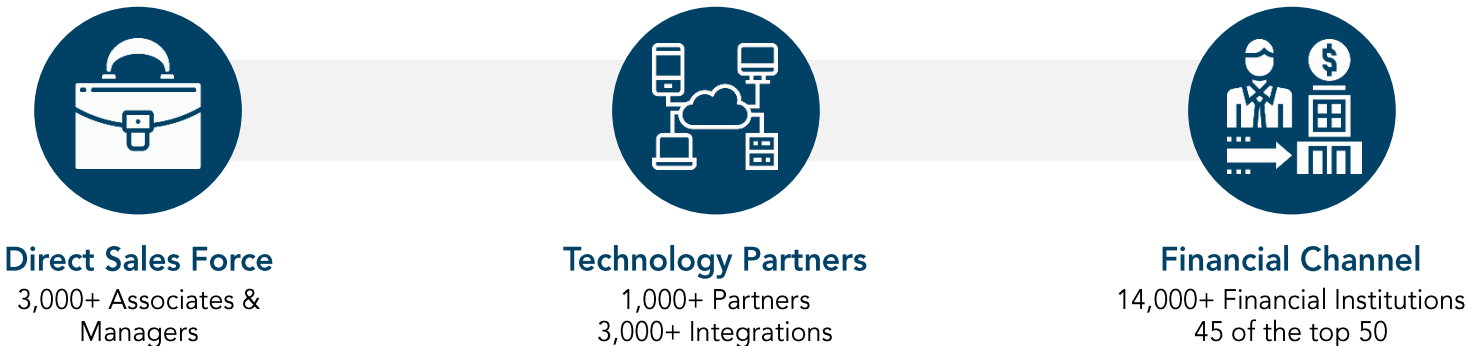 Direct Sales Force
3,000+ Associates &
Managers
Technology Partners
1,000+ Partners
3,000+ Integrations
Financial Channel
14,000+ Financial Institutions
45 of the top 50
$